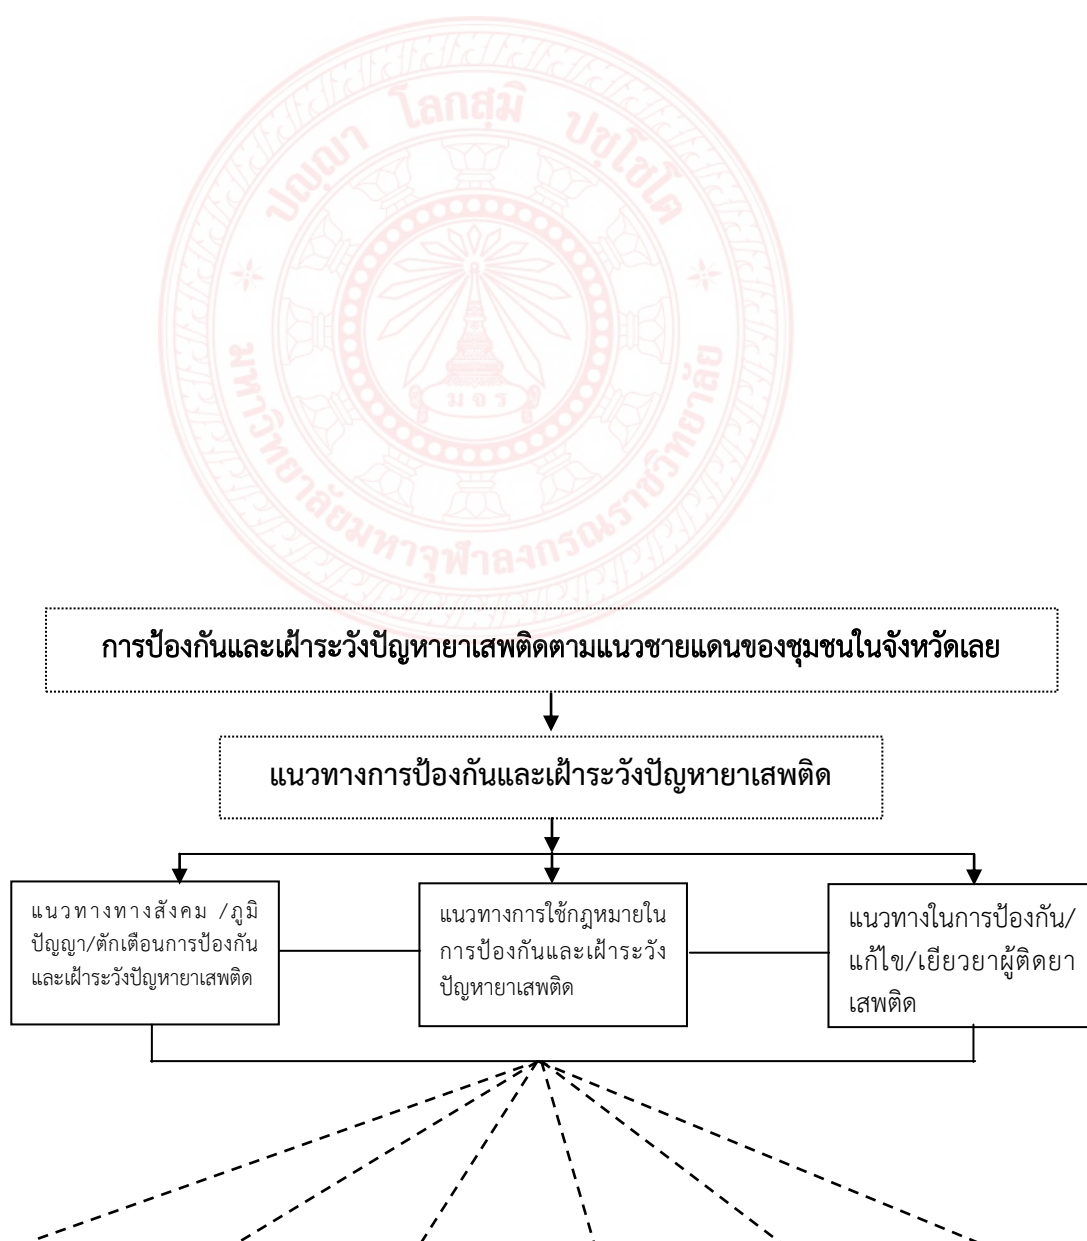 ปญฺญา โลกสฺมิ ปชฺโชโต
ม จ ร
มหาวิทยาลัยมหาจุฬาลงกรณราชวิทยาลัย
การป้องกันและเฝ้าระวังปัญหายาเสพติดตามแนวชายแดนของชุมชนในจังหวัดเลย
แนวทางการป้องกันและเฝ้าระวังปัญหายาเสพติด
แนวทางทางสังคม /ภูมิ
ปัญญา/ตักเตือนการป้องกัน
และเฝ้าระวังปัญหายาเสพติด
แนวทางการใช้กฎหมายใน
การป้องกันและเฝ้าระวัง
ปัญหายาเสพติด
แนวทางในการป้องกัน/
แก้ไข/เยียวยาผู้ติดยา
เสพติด